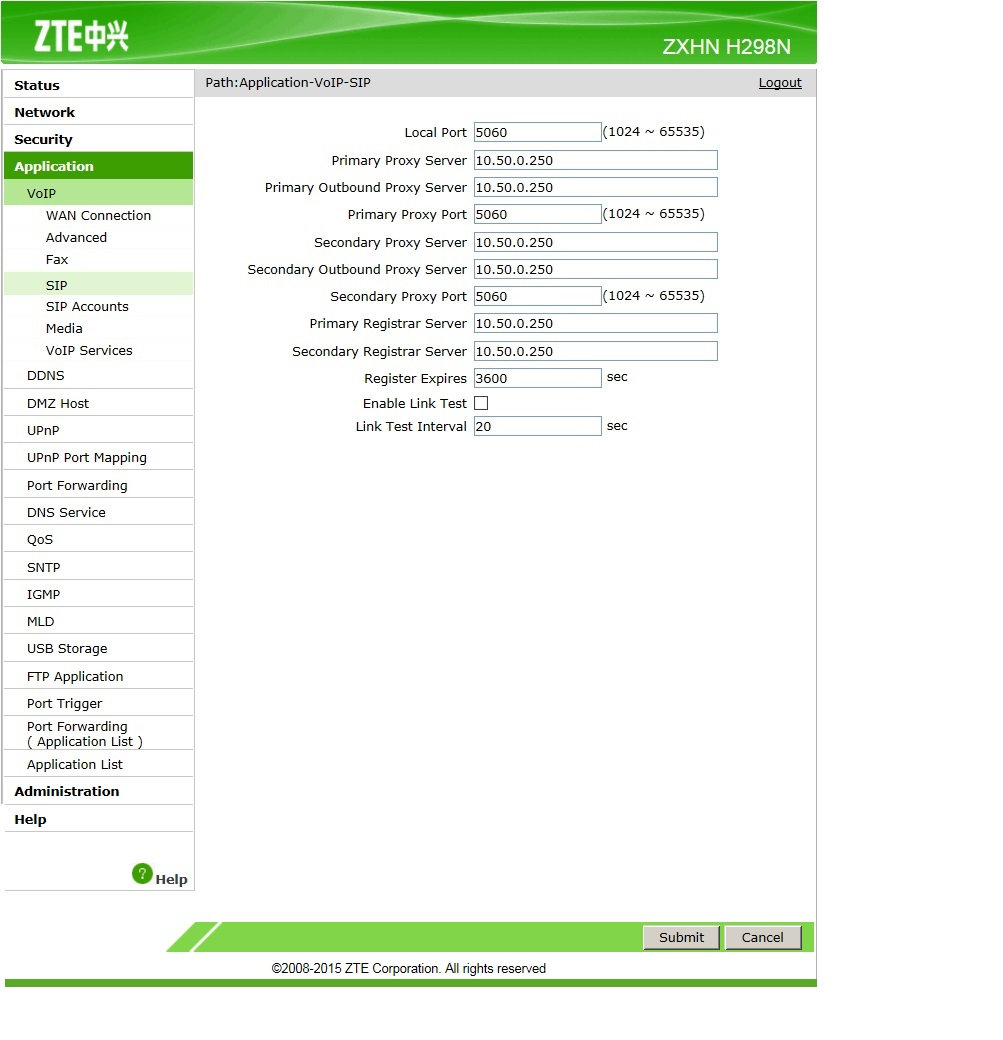 ZTE中兴
ZXHN H298N
Path:Application-VoIP-SIP
Logout
Status
Network
Security
Application
VoIP
WAN Connection
Advanced
Fax
SIP
SIP Accounts
Media
VoIP Services
DDNS
DMZ Host
UPnP
UPnP Port Mapping
Port Forwarding
DNS Service
QoS
SNTP
IGMP
MLD
USB Storage
FTP Application
Port Trigger
Port Forwarding
( Application List )
Application List
Administration
Help
? Help
Local Port 5060 (1024 ~ 65535)
Primary Proxy Server 10.50.0.250
Primary Outbound Proxy Server 10.50.0.250
Primary Proxy Port 5060 (1024 ~ 65535)
Secondary Proxy Server 10.50.0.250
Secondary Outbound Proxy Server 10.50.0.250
Secondary Proxy Port 5060 (1024 ~ 65535)
Primary Registrar Server 10.50.0.250
Secondary Registrar Server 10.50.0.250
Register Expires 3600 sec
Enable Link Test
Link Test Interval 20 sec
Submit Cancel
©2008-2015 ZTE Corporation. All rights reserved